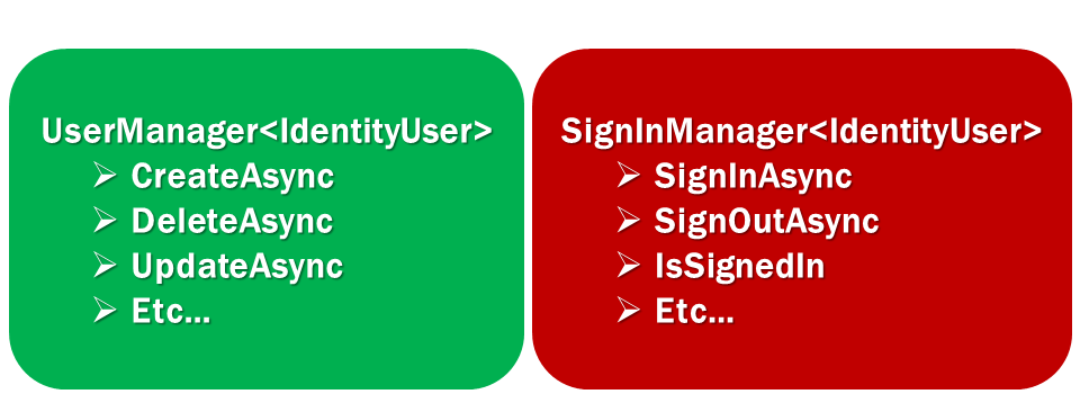 UserManager<IdentityUser>
➢ CreateAsync
➢ DeleteAsync
➢ UpdateAsync
➢ Etc...
SignInManager<IdentityUser>
➢ SignInAsync
➢ SignOutAsync
➢ IsSignedIn
➢ Etc...